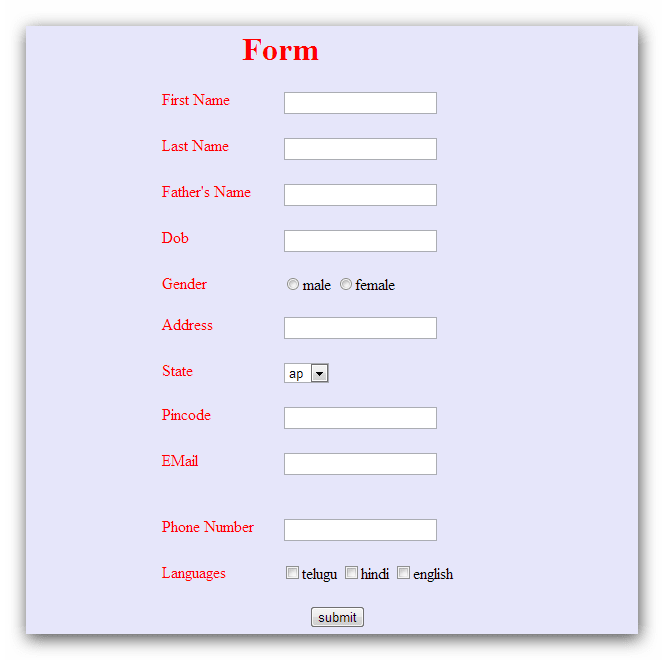 Form
First Name
Last Name
Father's Name
Dob
Gender male female
Address
State ap
Pincode
EMail
Phone Number
Languages telugu hindi english
submit